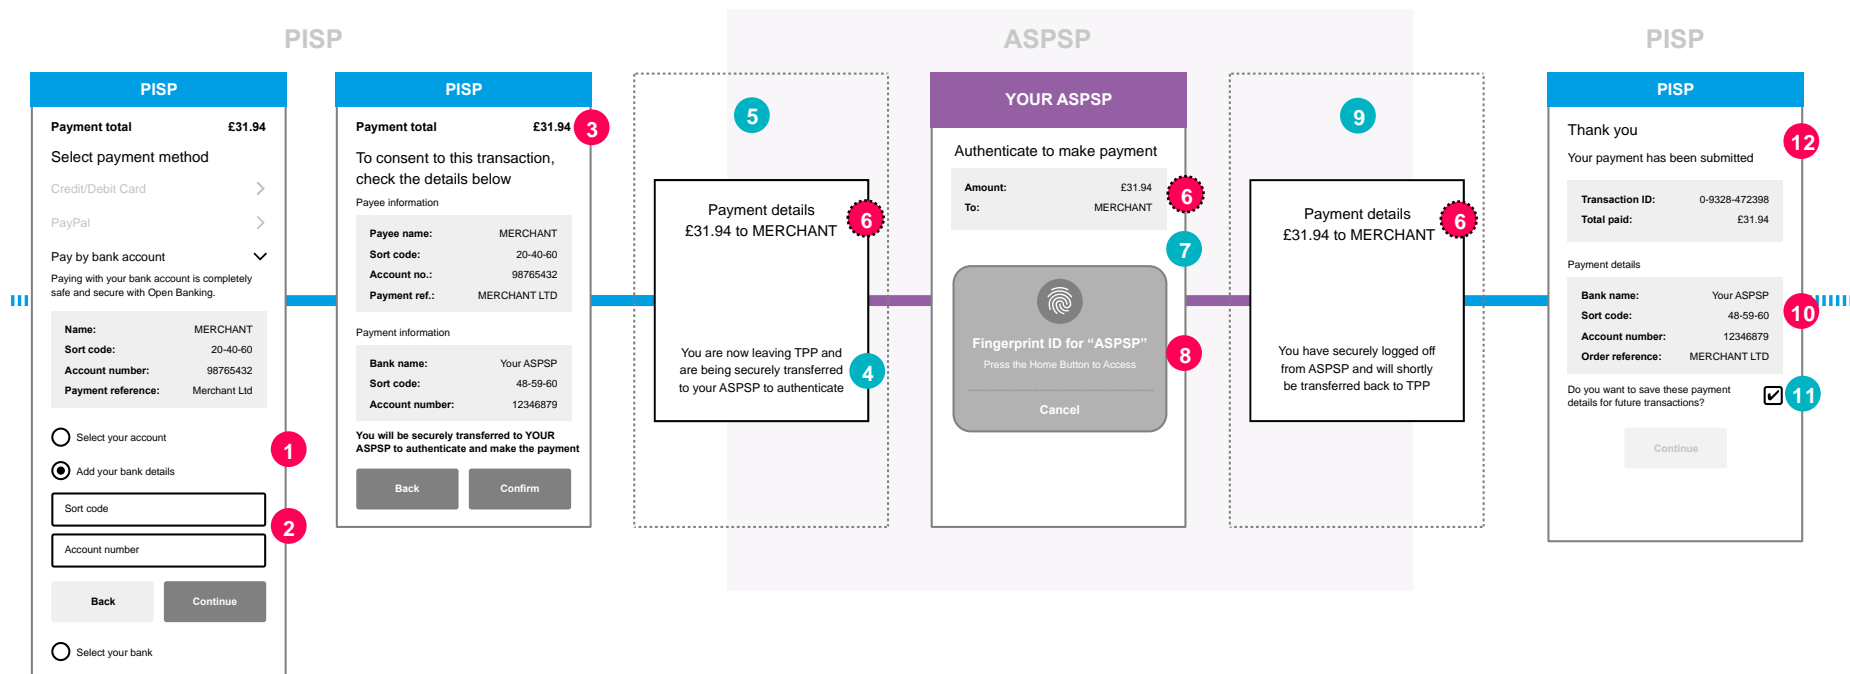 PISP
ASPSP
PISP
PISP
Payment total £31.94
Select payment method
Credit/Debit Card
PayPal
Pay by bank account
Paying with your bank account is completely
safe and secure with Open Banking.
Name: MERCHANT
Sort code: 20-40-60
Account number: 98765432
Payment reference: Merchant Ltd
Select your account
1
Add your bank details
Sort code
2
Account number
Back Continue
Select your bank
PISP
Payment total £31.94
3
To consent to this transaction,
check the details below
Payee information
Payee name: MERCHANT
Sort code: 20-40-60
Account no.: 98765432
Payment ref.: MERCHANT LTD
Payment information
Bank name: Your ASPSP
Sort code: 48-59-60
Account number: 12346879
You will be securely transferred to YOUR
ASPSP to authenticate and make the payment
Back Confirm
5
Payment details
£31.94 to MERCHANT
6
You are now leaving TPP and
are being securely transferred
to your ASPSP to authenticate
4
YOUR ASPSP
Authenticate to make payment
Amount: £31.94
To: MERCHANT
6
7
Fingerprint ID for “ASPSP”
Press the Home Button to Access
8
Cancel
9
Payment details
£31.94 to MERCHANT
6
You have securely logged off
from ASPSP and will shortly
be transferred back to TPP
PISP
Thank you
12
Your payment has been submitted
Transaction ID: 0-9328-472398
Total paid: £31.94
Payment details
Bank name: Your ASPSP
Sort code: 48-59-60
10
Account number: 12346879
Order reference: MERCHANT LTD
Do you want to save these payment
details for future transactions?
11
Continue